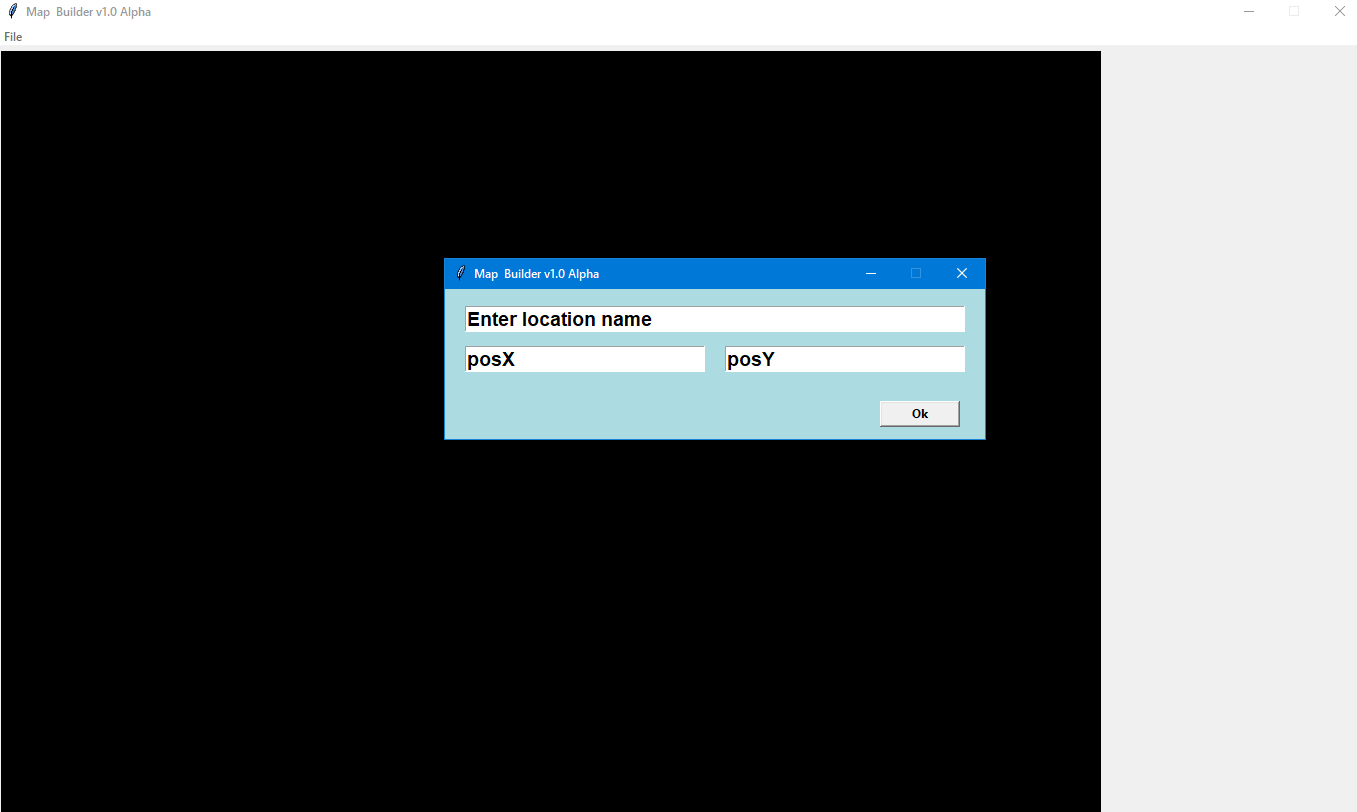 Map  Builder v1.0 Alpha
File
Map  Builder v1.0 Alpha
Enter location name
posX posY
Ok